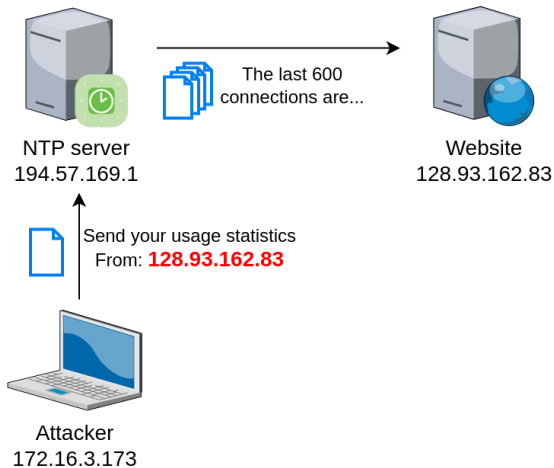 The last 600
connections are...
NTP server
194.57.169.1
Website
128.93.162.83
Send your usage statistics
From: 128.93.162.83
Attacker
172.16.3.173